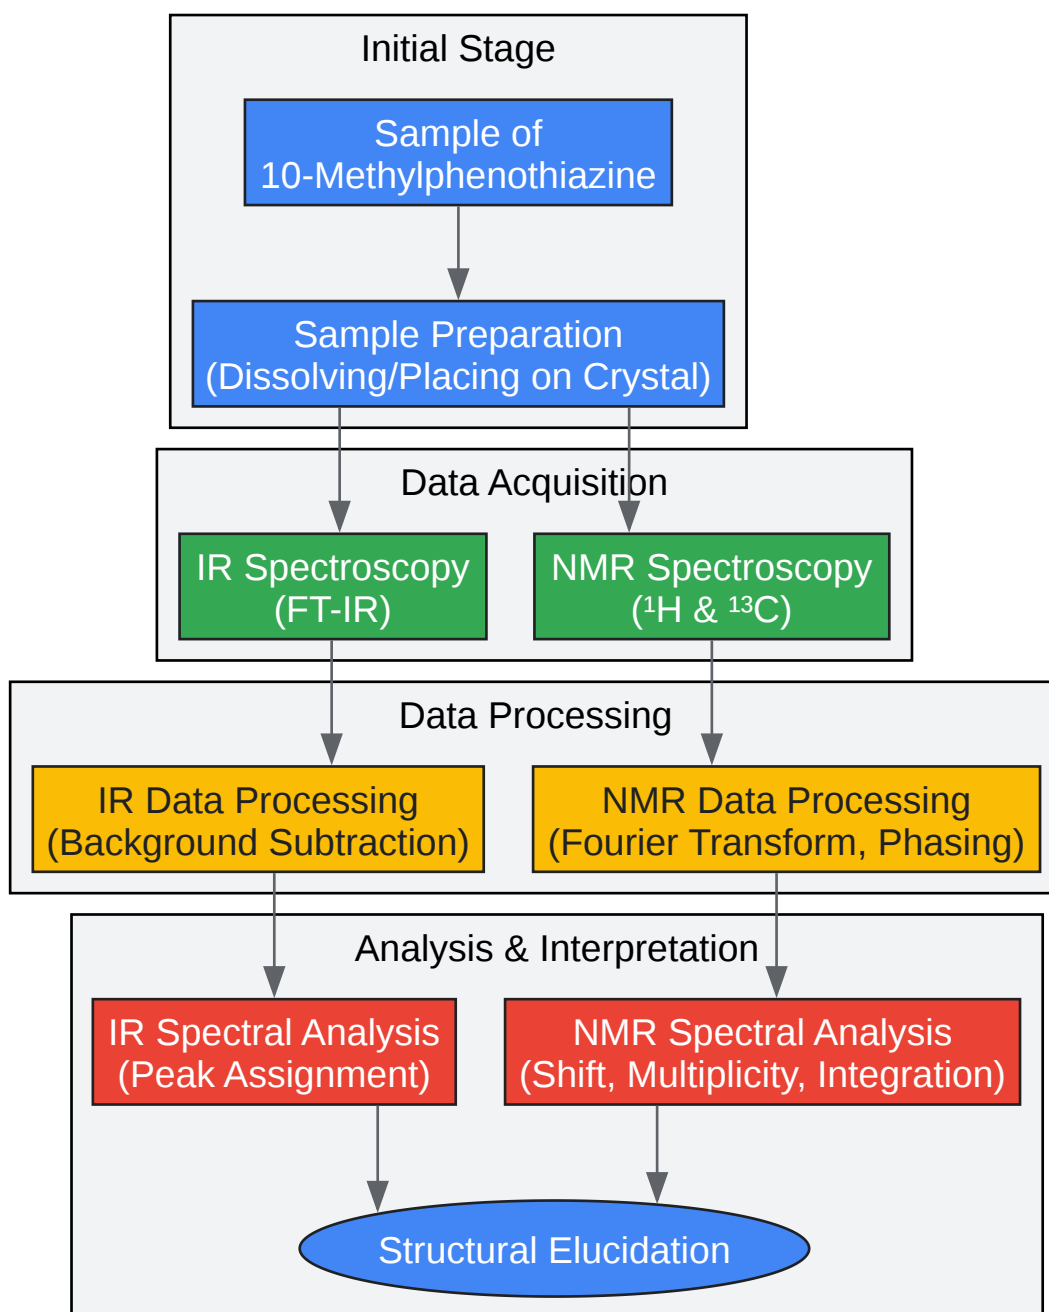 Initial Stage
Sample of
10-Methylphenothiazine
Sample Preparation
(Dissolving/Placing on Crystal)
Data Acquisition
IR Spectroscopy
(FT-IR)
NMR Spectroscopy
(¹H & ¹³C)
Data Processing
IR Data Processing
(Background Subtraction)
NMR Data Processing
(Fourier Transform, Phasing)
Analysis & Interpretation
IR Spectral Analysis
(Peak Assignment)
NMR Spectral Analysis
(Shift, Multiplicity, Integration)
Structural Elucidation